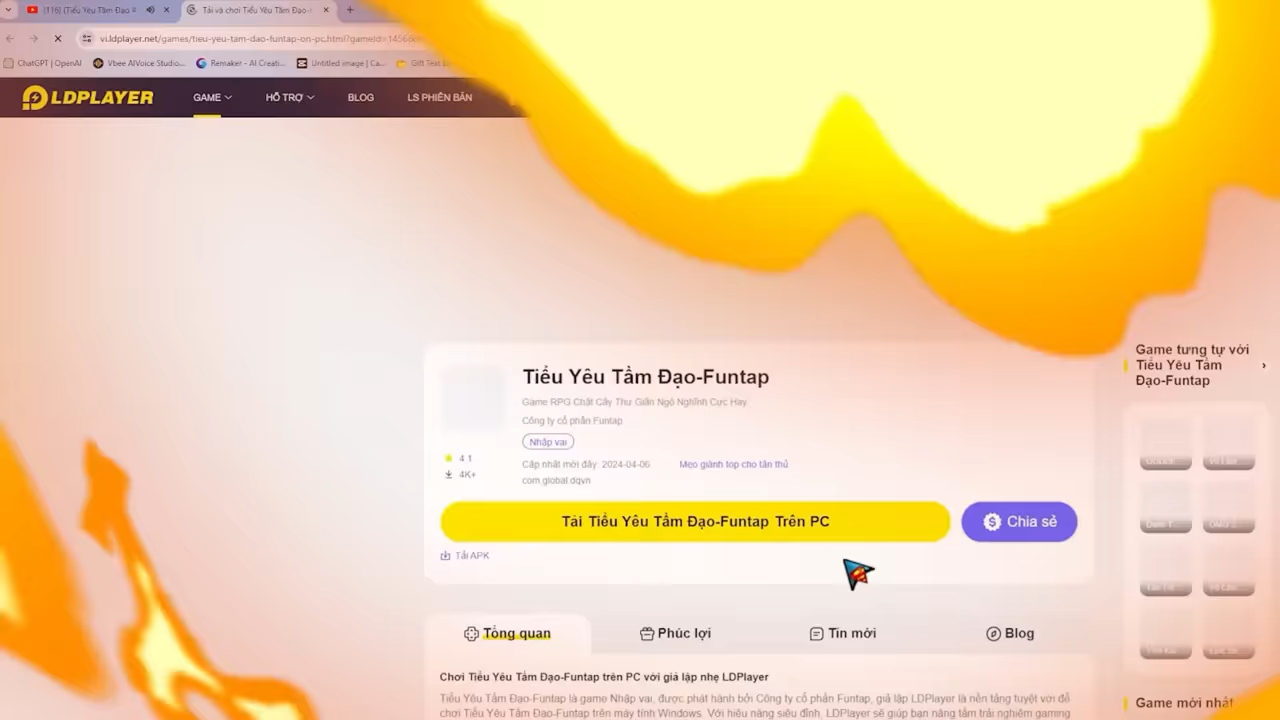 (116) (Tiểu Yêu Tầm Đạo
Tải và chơi Tiểu Yêu Tầm Đạo-
vi.ldplayer.net/games/tieu-yeu-tam-dao-funtap-on-pc.html?gameId=1456
ChatGPT | OpenAI
Vbee AIVoice Studio...
Remaker - AI Creati...
Untitled image | Ca...
Gift Text
LDPLAYER
GAME
HỖ TRỢ
BLOG
LS PHIÊN BẢN
Tiểu Yêu Tầm Đạo-Funtap
Game RPG Chặt Cây Thư Giãn Ngộ Nghĩnh Cực Hay
Công ty cổ phần Funtap
Nhập vai
4.1
4K+
Cập nhật mới đây: 2024-04-06
Mẹo giành top cho tân thủ
com.global.dqvn
Tải Tiểu Yêu Tầm Đạo-Funtap Trên PC
Chia sẻ
Tải APK
Game tương tự với
Tiểu Yêu Tầm
Đạo-Funtap
Tổng quan
Phúc lợi
Tin mới
Blog
Chơi Tiểu Yêu Tầm Đạo-Funtap trên PC với giả lập nhẹ LDPlayer
Tiểu Yêu Tầm Đạo-Funtap là game Nhập vai, được phát hành bởi Công ty cổ phần Funtap, giả lập LDPlayer là nền tảng tuyệt vời để
chơi Tiểu Yêu Tầm Đạo-Funtap trên máy tính Windows. Với hiệu năng siêu đỉnh, LDPlayer sẽ giúp bạn nâng tầm trải nghiệm gaming
Game mới nhất